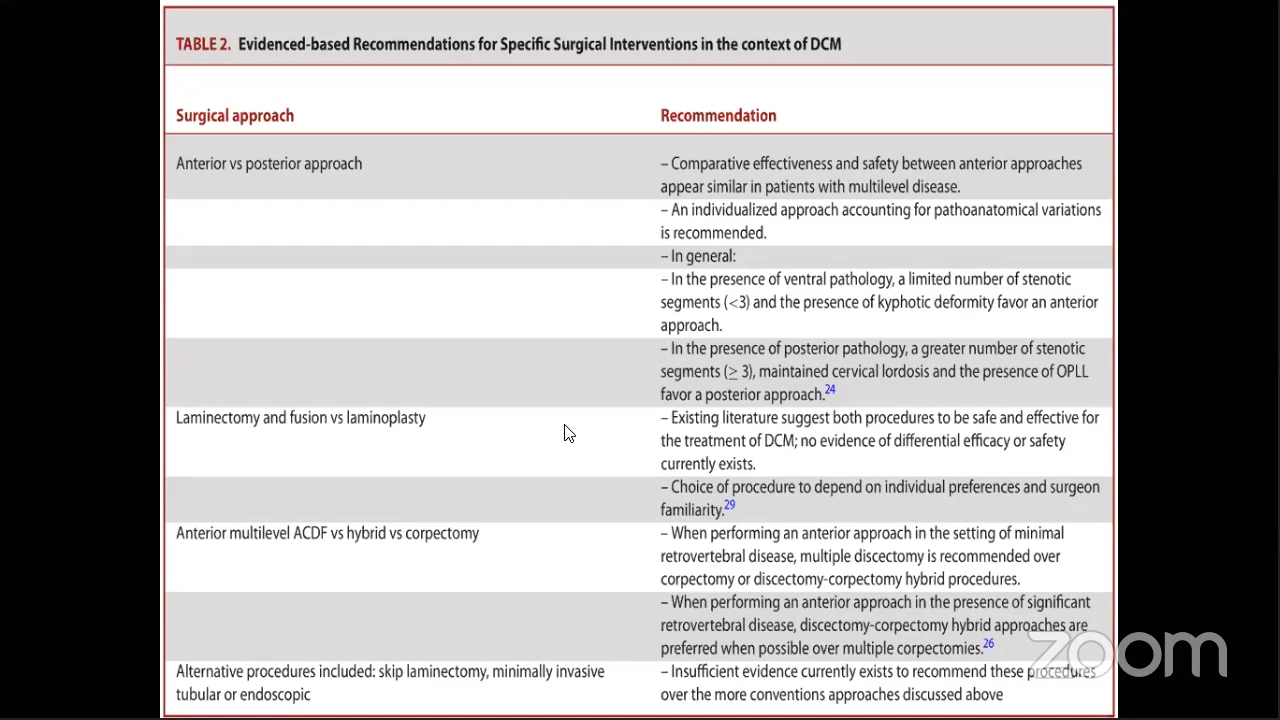 TABLE 2. Evidenced-based Recommendations for Specific Surgical Interventions in the context of DCM
Surgical approach
Recommendation
Anterior vs posterior approach
– Comparative effectiveness and safety between anterior approaches
appear similar in patients with multilevel disease.
– An individualized approach accounting for pathoanatomical variations
is recommended.
– In general:
– In the presence of ventral pathology, a limited number of stenotic
segments (<3) and the presence of kyphotic deformity favor an anterior
approach.
– In the presence of posterior pathology, a greater number of stenotic
segments (≥ 3), maintained cervical lordosis and the presence of OPLL
favor a posterior approach.24
Laminectomy and fusion vs laminoplasty
– Existing literature suggest both procedures to be safe and effective for
the treatment of DCM; no evidence of differential efficacy or safety
currently exists.
– Choice of procedure to depend on individual preferences and surgeon
familiarity.29
Anterior multilevel ACDF vs hybrid vs corpectomy
– When performing an anterior approach in the setting of minimal
retrovertebral disease, multiple discectomy is recommended over
corpectomy or discectomy-corpectomy hybrid procedures.
– When performing an anterior approach in the presence of significant
retrovertebral disease, discectomy-corpectomy hybrid approaches are
preferred when possible over multiple corpectomies.26
Alternative procedures included: skip laminectomy, minimally invasive
tubular or endoscopic
– Insufficient evidence currently exists to recommend these procedures
over the more conventions approaches discussed above
zoom